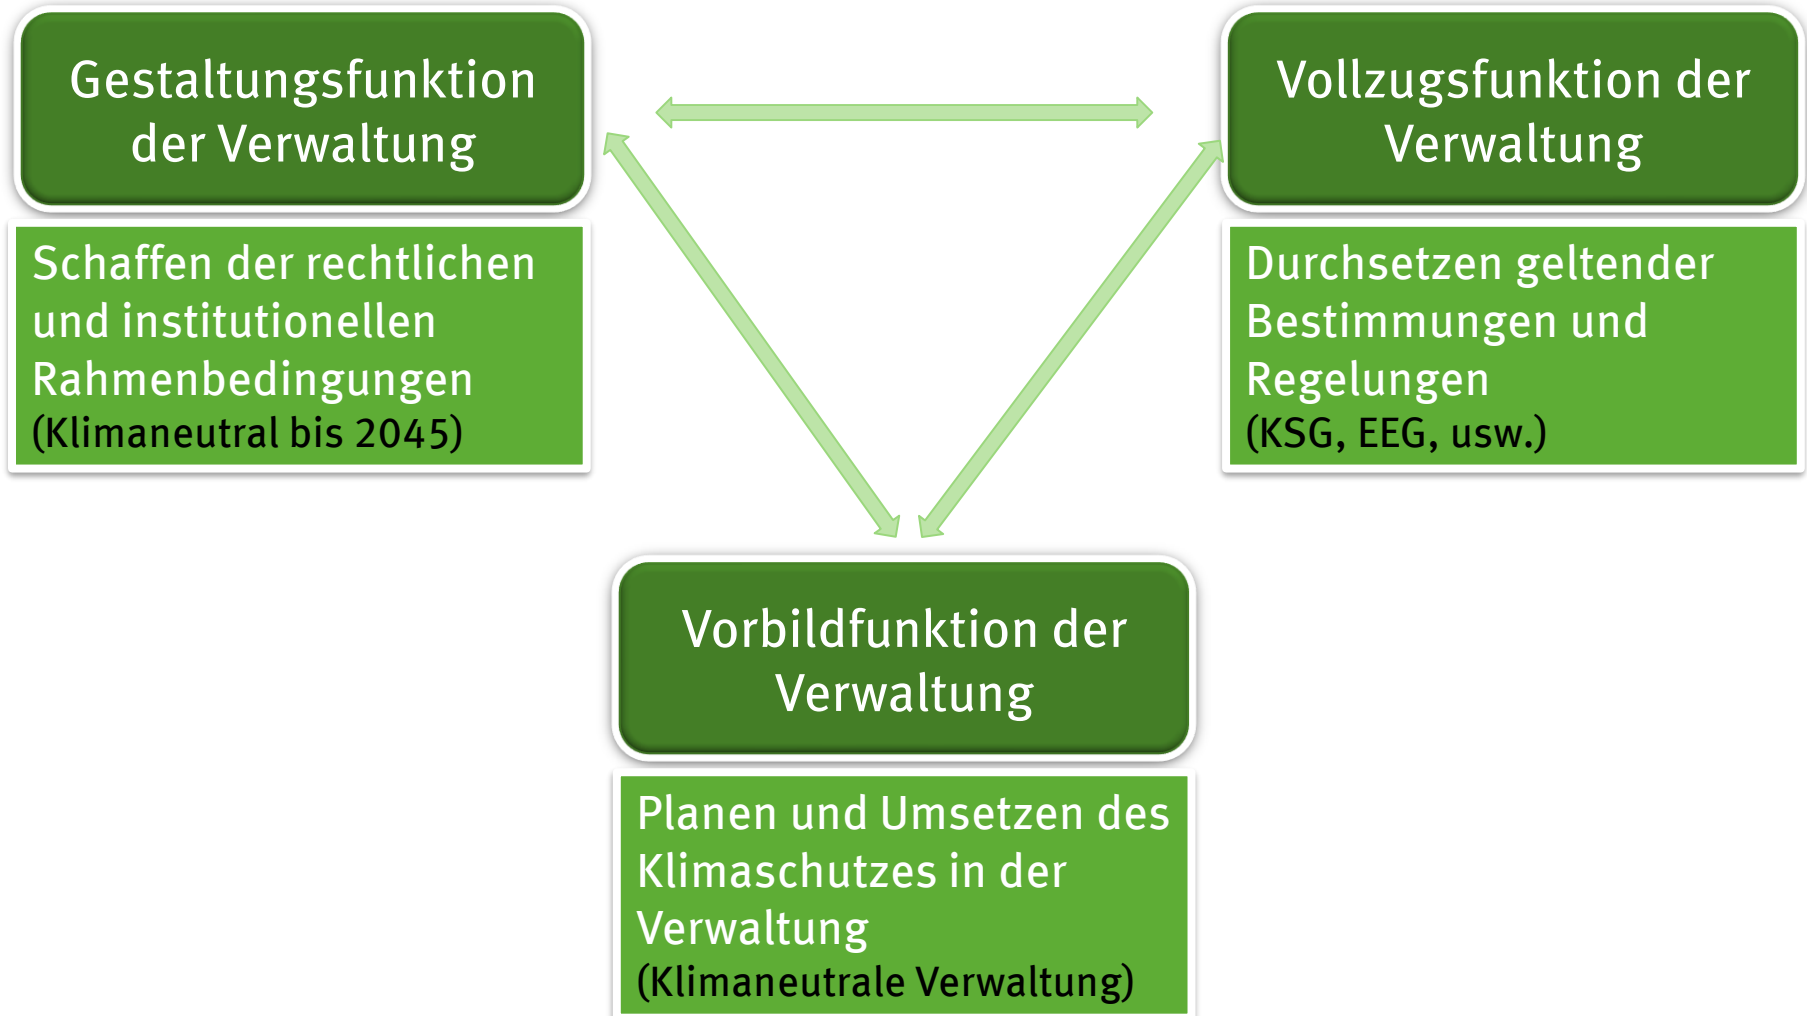 Gestaltungsfunktion
der Verwaltung
Schaffen der rechtlichen
und institutionellen
Rahmenbedingungen
(Klimaneutral bis 2045)
Vollzugsfunktion der
Verwaltung
Durchsetzen geltender
Bestimmungen und
Regelungen
(KSG, EEG, usw.)
Vorbildfunktion der
Verwaltung
Planen und Umsetzen des
Klimaschutzes in der
Verwaltung
(Klimaneutrale Verwaltung)